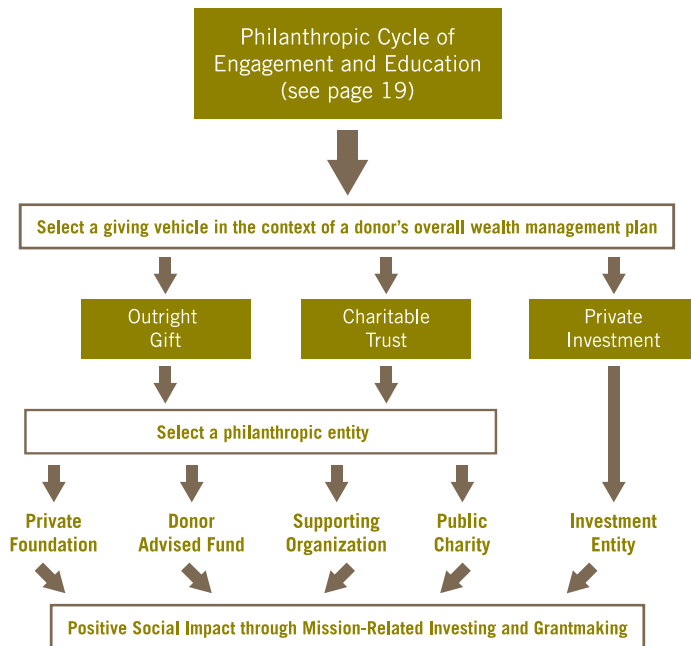 Philanthropic Cycle of
Engagement and Education
(see page 19)
Select a giving vehicle in the context of a donor’s overall wealth management plan
Outright
Gift
Charitable
Trust
Private
Investment
Select a philanthropic entity
Private
Foundation
Donor
Advised Fund
Supporting
Organization
Public
Charity
Investment
Entity
Positive Social Impact through Mission-Related Investing and Grantmaking